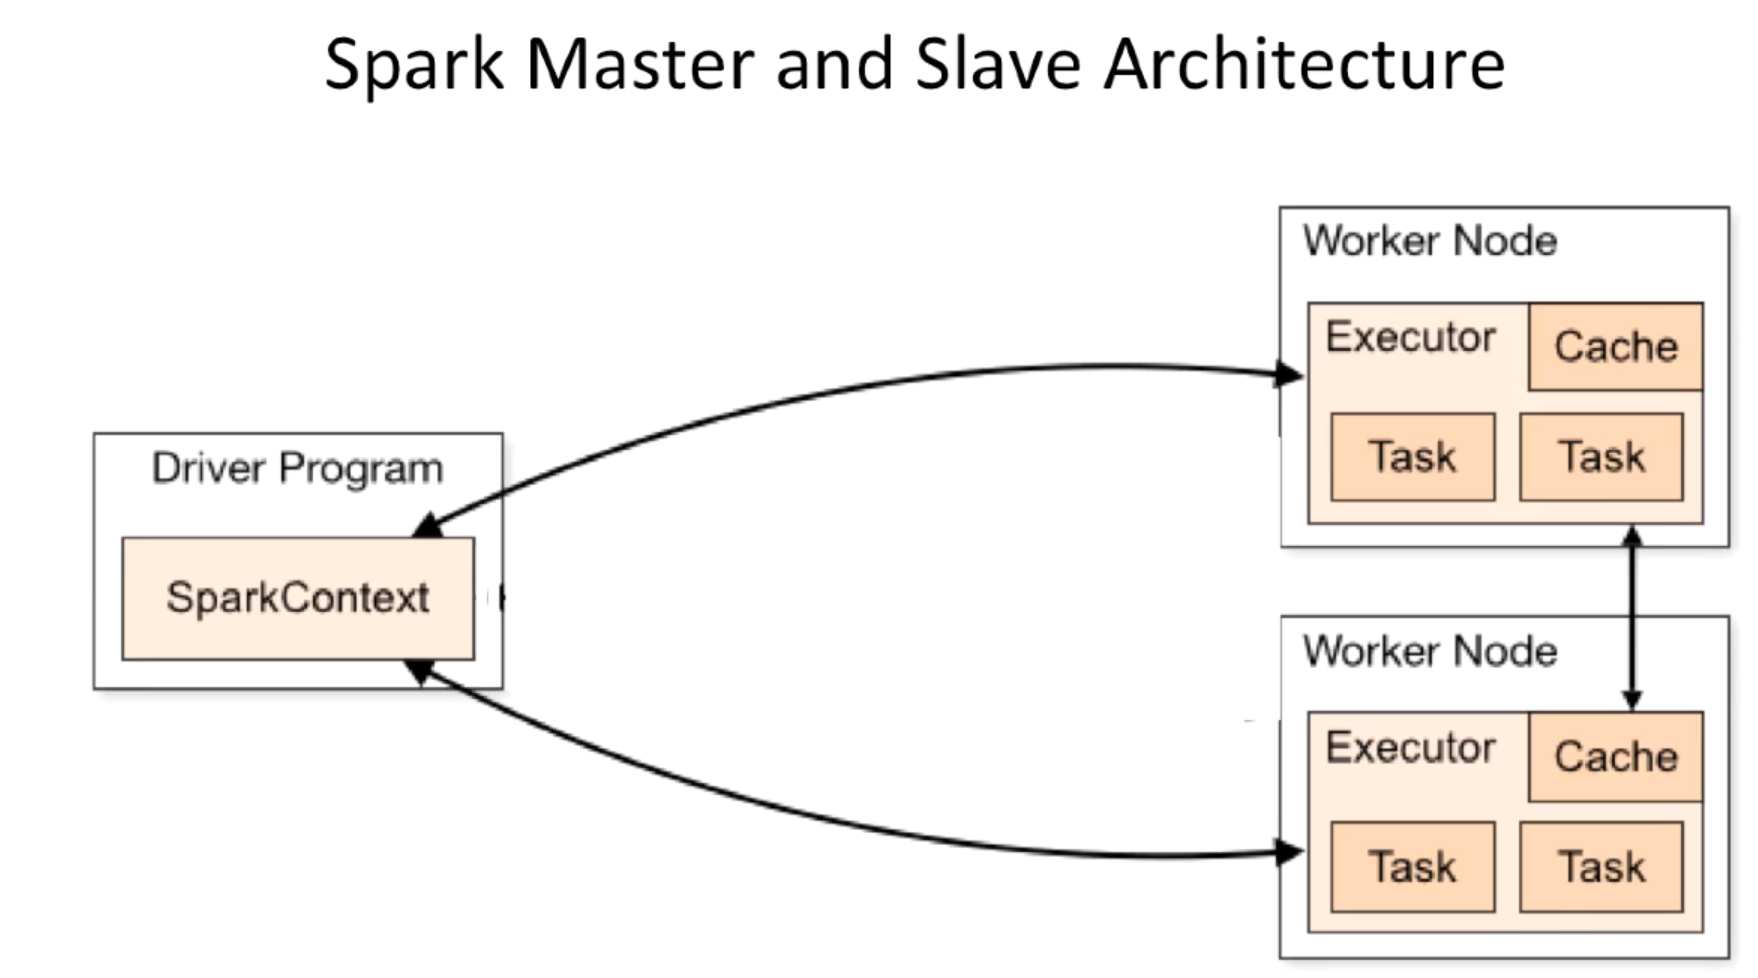 Spark Master and Slave Architecture
Driver Program
SparkContext
Worker Node
Executor
Cache
Task
Task
Worker Node
Executor
Cache
Task
Task